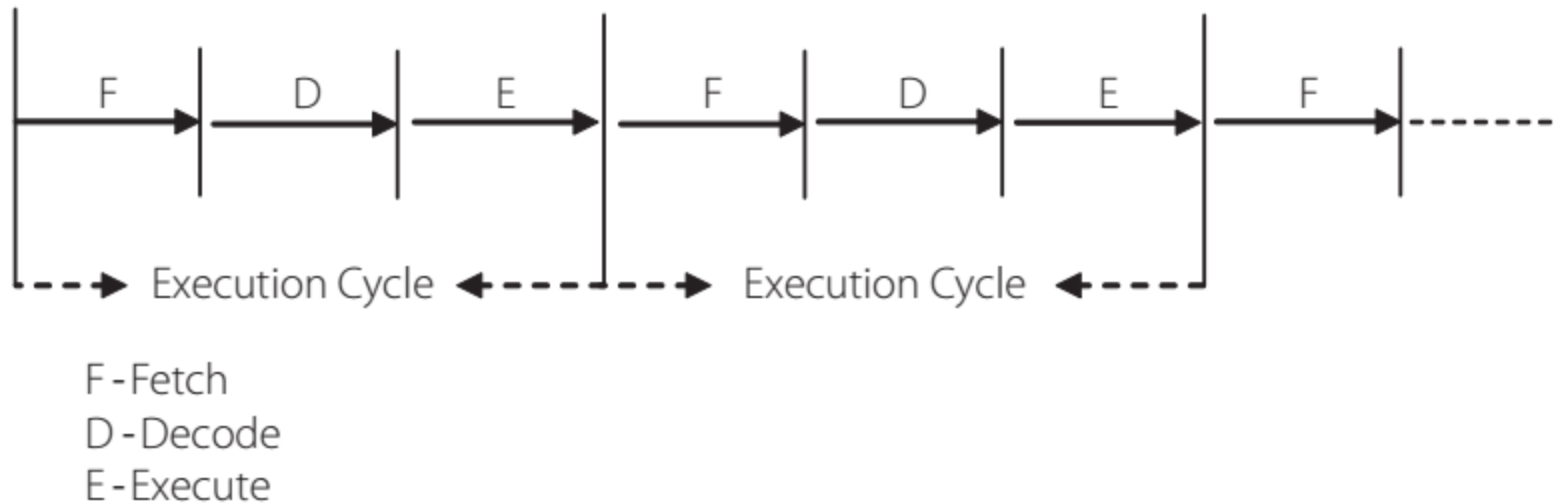 F D E F D E F
Execution Cycle Execution Cycle
F-Fetch
D-Decode
E-Execute